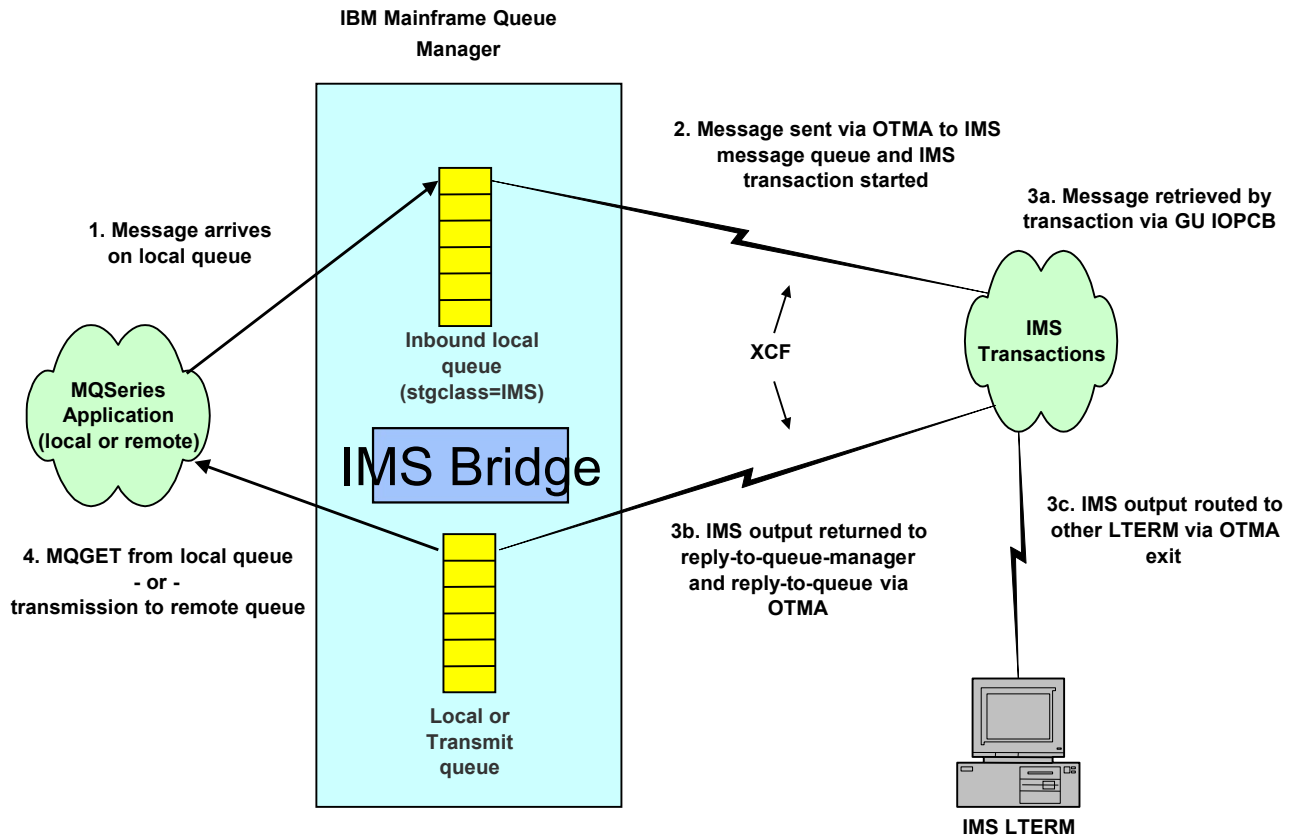 IBM Mainframe Queue
Manager
2. Message sent via OTMA to IMS
message queue and IMS
transaction started
3a. Message retrieved by
transaction via GU IOPCB
1. Message arrives
on local queue
Inbound local
queue
(stgclass=IMS)
XCF
IMS
Transactions
MQSeries
Application
(local or remote)
IMS Bridge
3b. IMS output returned to
reply-to-queue-manager
and reply-to-queue via
OTMA
3c. IMS output routed to
other LTERM via OTMA
exit
4. MQGET from local queue
- or -
transmission to remote queue
Local or
Transmit
queue
IMS LTERM